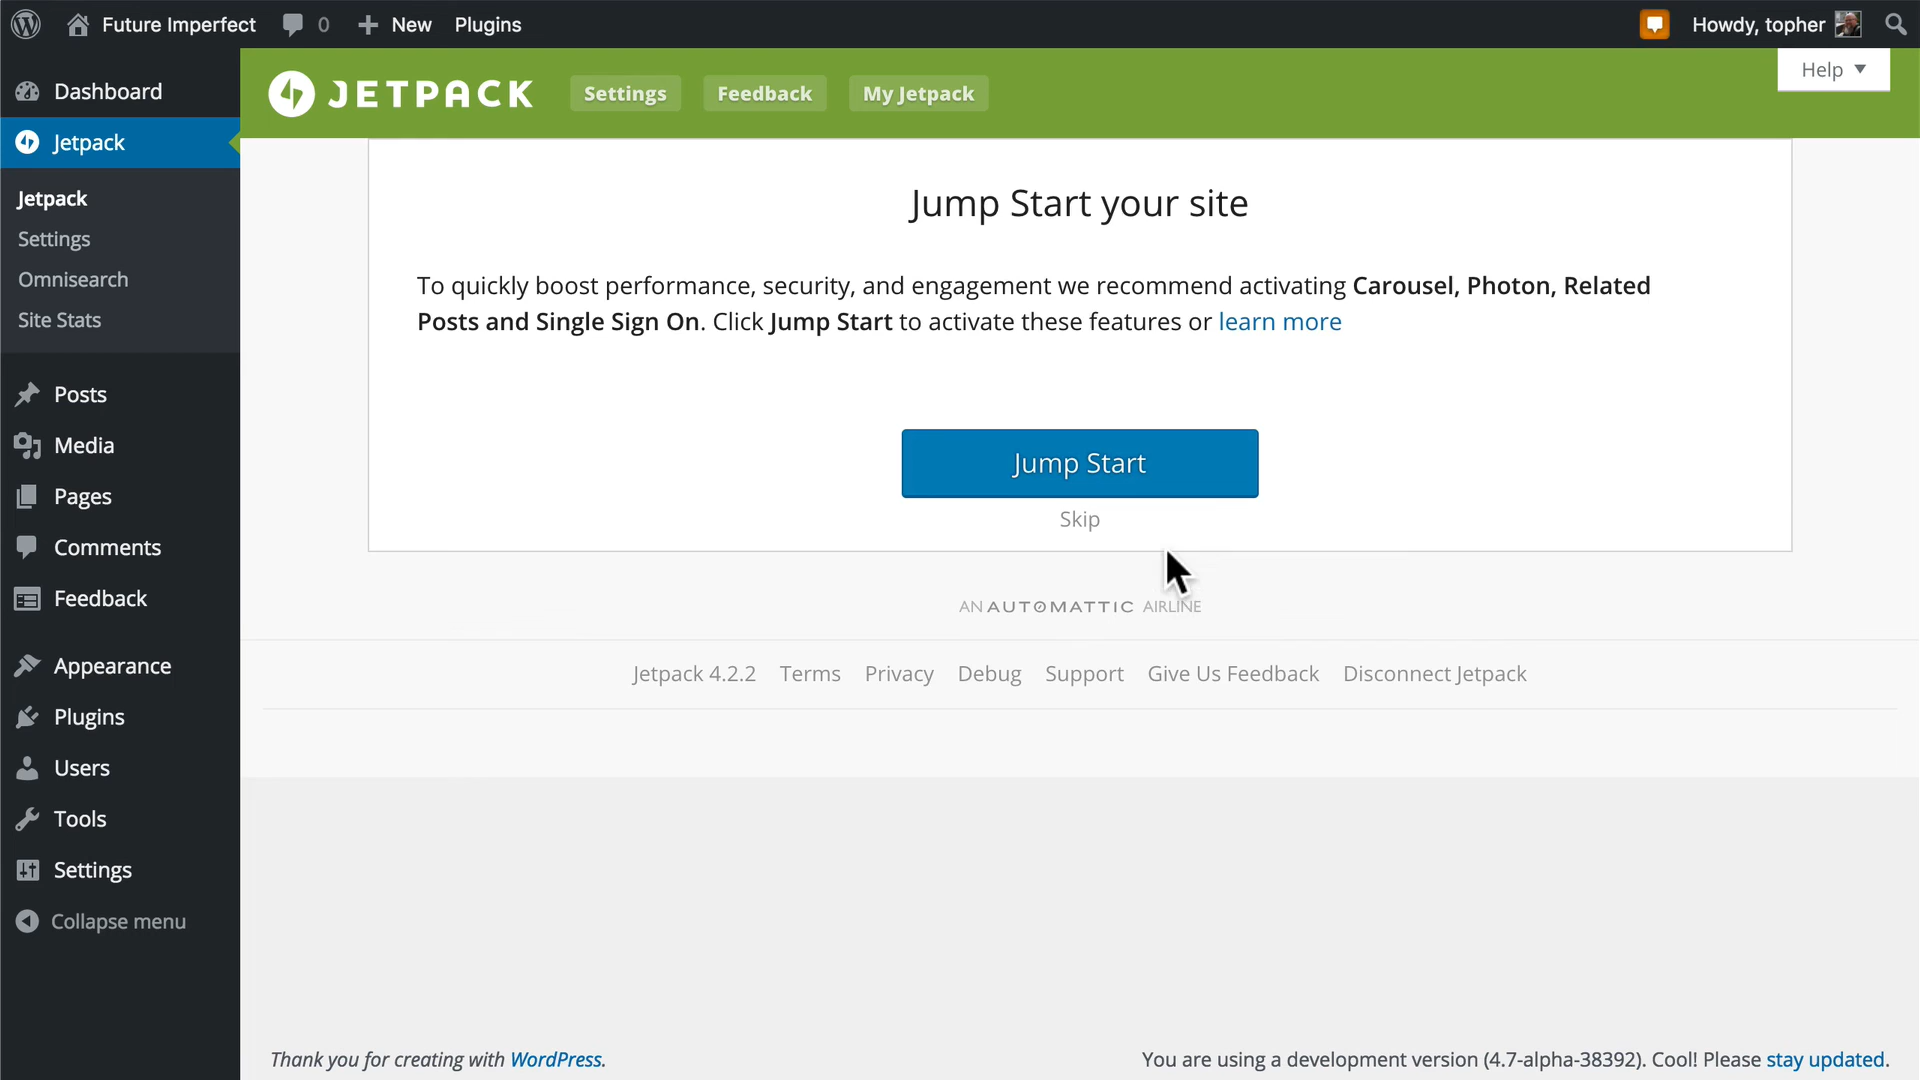 Future Imperfect 0 New Plugins Howdy, topher
Dashboard
Jetpack
Jetpack
Settings
Omnisearch
Site Stats
Posts
Media
Pages
Comments
Feedback
Appearance
Plugins
Users
Tools
Settings
Collapse menu
JETPACK Settings Feedback My Jetpack Help
Jump Start your site
To quickly boost performance, security, and engagement we recommend activating Carousel, Photon, Related
Posts and Single Sign On. Click Jump Start to activate these features or learn more
Jump Start
Skip
AN AUTOMATTIC AIRLINE
Jetpack 4.2.2 Terms Privacy Debug Support Give Us Feedback Disconnect Jetpack
Thank you for creating with WordPress. You are using a development version (4.7-alpha-38392). Cool! Please stay updated.